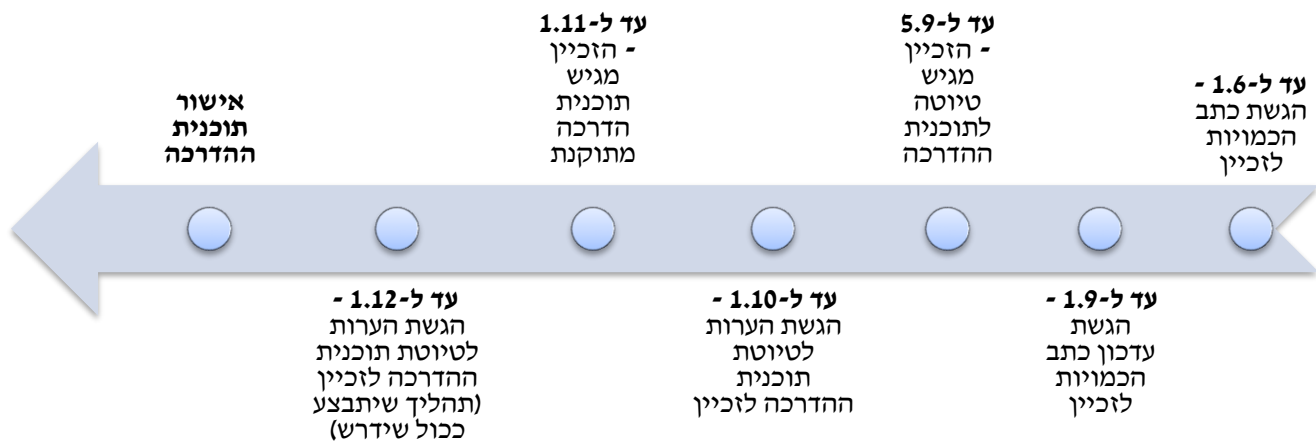 עד ל-1.6 -
הגשת כתב
הכמויות
לזכיין
עד ל-1.9 -
הגשת
עדכון כתב
הכמויות
לזכיין
עד ל-5.9
- הזכיין
מגיש
טיוטה
לתוכנית
ההדרכה
עד ל-1.10 -
הגשת הערות
לטיוטת
תוכנית
ההדרכה לזכיין
עד ל-1.11
- הזכיין
מגיש
תוכנית
הדרכה
מתוקנת
עד ל-1.12 -
הגשת הערות
לטיוטת תוכנית
ההדרכה לזכיין
(תהליך שיתבצע
ככול שידרש)
אישור
תוכנית
ההדרכה